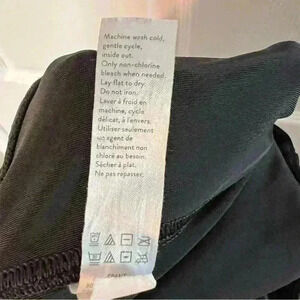 Machine wash cold,
gentle cycle,
inside out.
Only non-chlorine
bleach when needed.
Lay flat to dry.
Do not iron.
Laver à froid en
machine, cycle
délicat, à l'envers.
Utiliser seulement
un agent de
blanchiment non
chloré au besoin.
Sécher à plat.
Ne pas repasser.